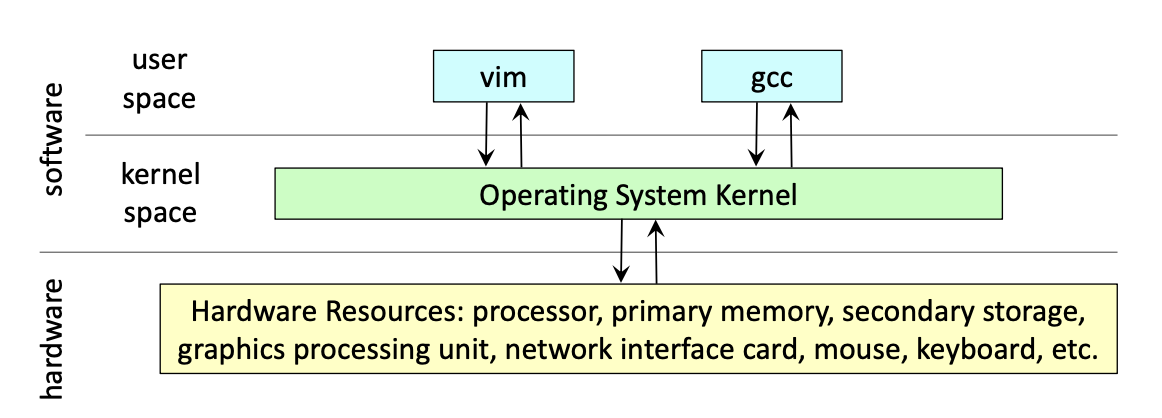 software
user
space
vim
gcc
kernel
space
Operating System Kernel
hardware
Hardware Resources: processor, primary memory, secondary storage,
graphics processing unit, network interface card, mouse, keyboard, etc.